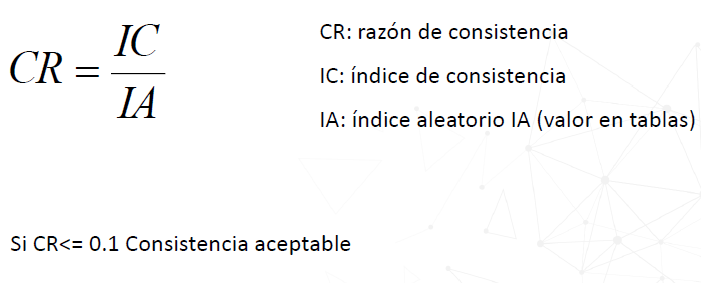 CR = IC / IA
CR: razón de consistencia
IC: índice de consistencia
IA: índice aleatorio IA (valor en tablas)
Si CR<= 0.1 Consistencia aceptable